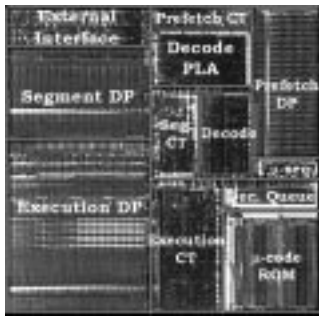 External
Interface
Prefetch CT
Decode
PLA
Segment DP
Prefetch
DP
Seg
CT
Decode
μ-seq
Execution DP
Dec. Queue
Execution
CT
μ-code
ROM